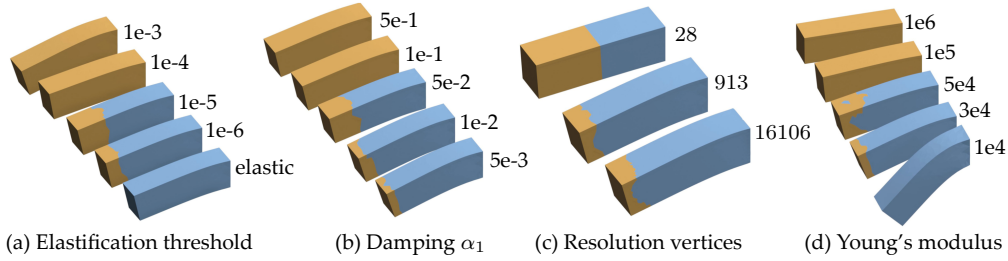 1e-3
1e-4
1e-5
1e-6
elastic
(a) Elastification threshold
5e-1
1e-1
5e-2
1e-2
5e-3
(b) Damping α₁
28
913
16106
(c) Resolution vertices
1e6
1e5
5e4
3e4
1e4
(d) Young's modulus